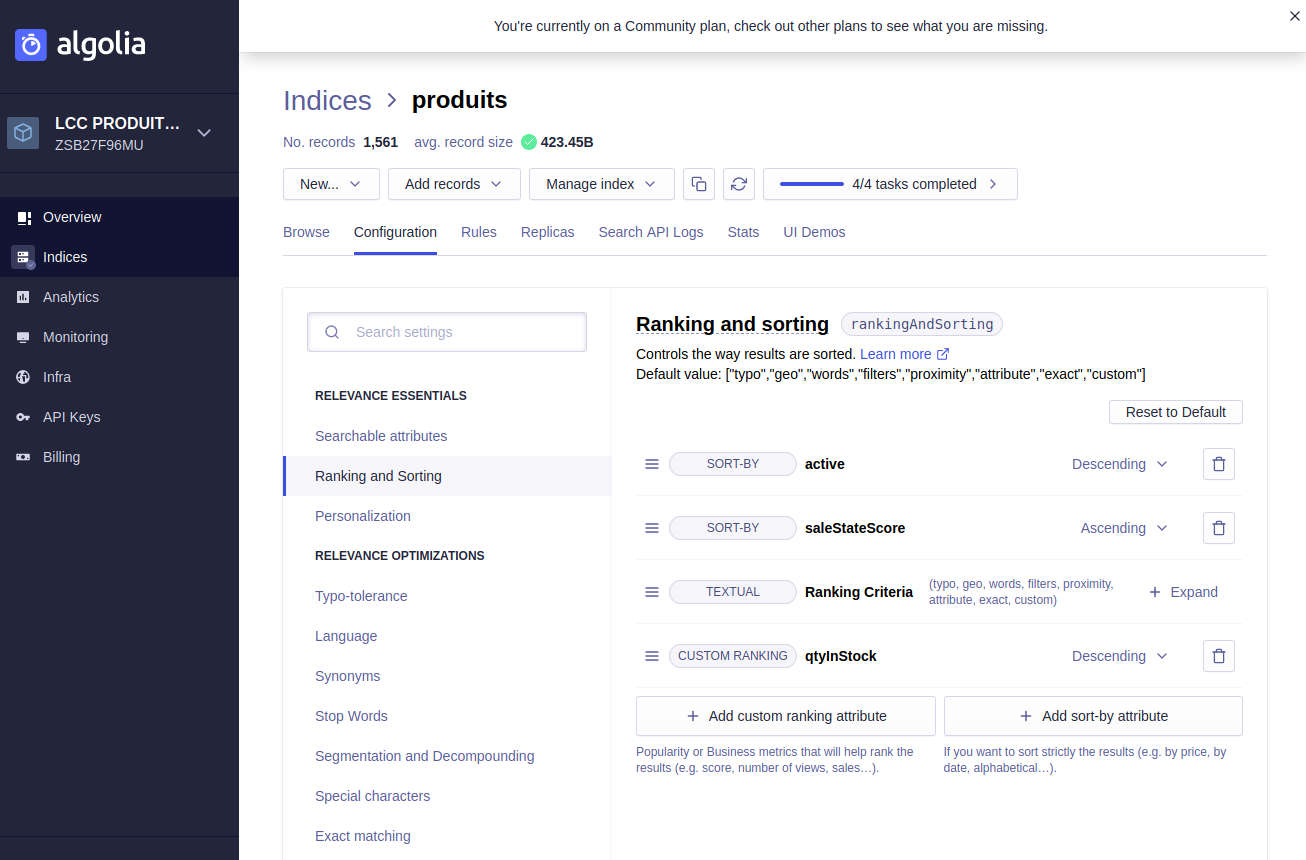 You're currently on a Community plan, check out other plans to see what you are missing.
algolia
LCC PRODUIT...
ZSB27F96MU
Overview
Indices
Analytics
Monitoring
Infra
API Keys
Billing
Indices > produits
No. records 1,561 avg. record size 423.45B
New... Add records Manage index 4/4 tasks completed
Browse Configuration Rules Replicas Search API Logs Stats UI Demos
Search settings
RELEVANCE ESSENTIALS
Searchable attributes
Ranking and Sorting
Personalization
RELEVANCE OPTIMIZATIONS
Typo-tolerance
Language
Synonyms
Stop Words
Segmentation and Decompounding
Special characters
Exact matching
Ranking and sorting rankingAndSorting
Controls the way results are sorted. Learn more
Default value: ["typo","geo","words","filters","proximity","attribute","exact","custom"]
Reset to Default
SORT-BY active Descending
SORT-BY saleStateScore Ascending
TEXTUAL Ranking Criteria (typo, geo, words, filters, proximity,
attribute, exact, custom) + Expand
CUSTOM RANKING qtyInStock Descending
+ Add custom ranking attribute
Popularity or Business metrics that will help rank the
results (e.g. score, number of views, sales…).
+ Add sort-by attribute
If you want to sort strictly the results (e.g. by price, by
date, alphabetical…).